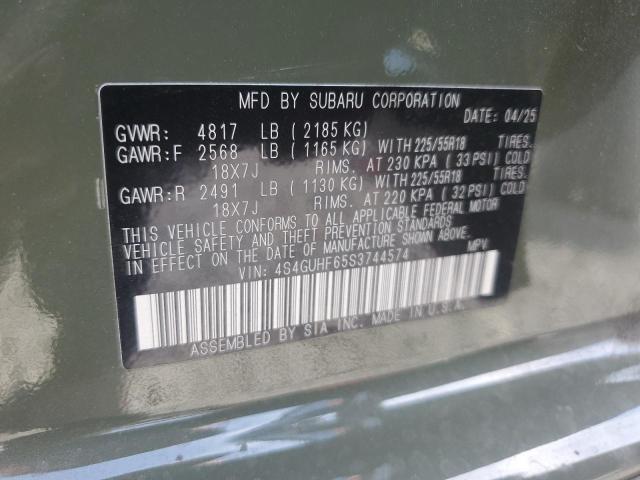 MFD BY SUBARU CORPORATION DATE: 04/25
GVWR: 4817 LB (2185 KG)
GAWR:F 2568 LB (1165 KG) WITH 225/55R18 TIRES.
18X7J RIMS. AT 230 KPA (33 PSI) COLD
GAWR:R 2491 LB (1130 KG) WITH 225/55R18 TIRES.
18X7J RIMS. AT 220 KPA (32 PSI) COLD
THIS VEHICLE CONFORMS TO ALL APPLICABLE FEDERAL MOTOR
VEHICLE SAFETY AND THEFT PREVENTION STANDARDS
IN EFFECT ON THE DATE OF MANUFACTURE SHOWN ABOVE.
VIN: 4S4GUHF65S3744574 MPV
ASSEMBLED BY SIA INC. MADE IN U.S.A.